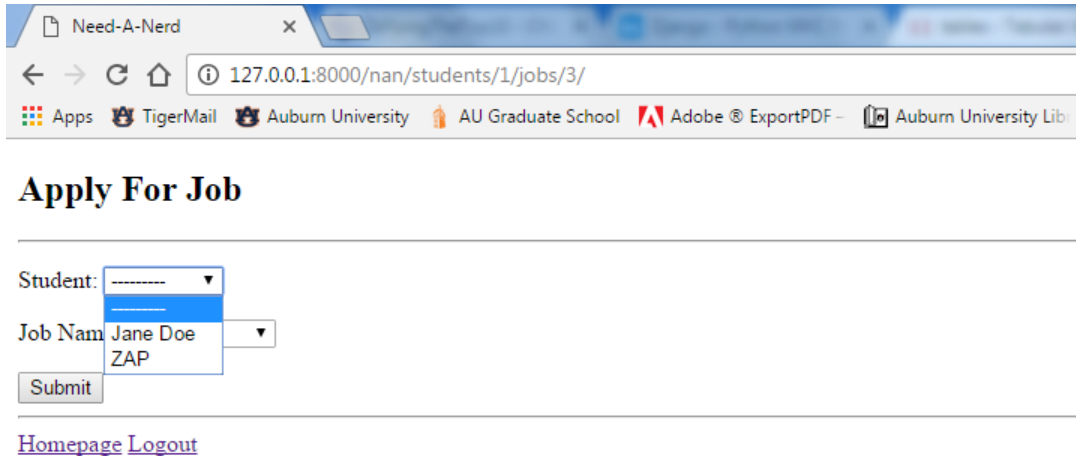 Need-A-Nerd
127.0.0.1:8000/nan/students/1/jobs/3/
Apps TigerMail Auburn University AU Graduate School Adobe ® ExportPDF – Auburn University Lib
Apply For Job
Student: ---------
---------
Job Nam Jane Doe
ZAP
Submit
Homepage Logout